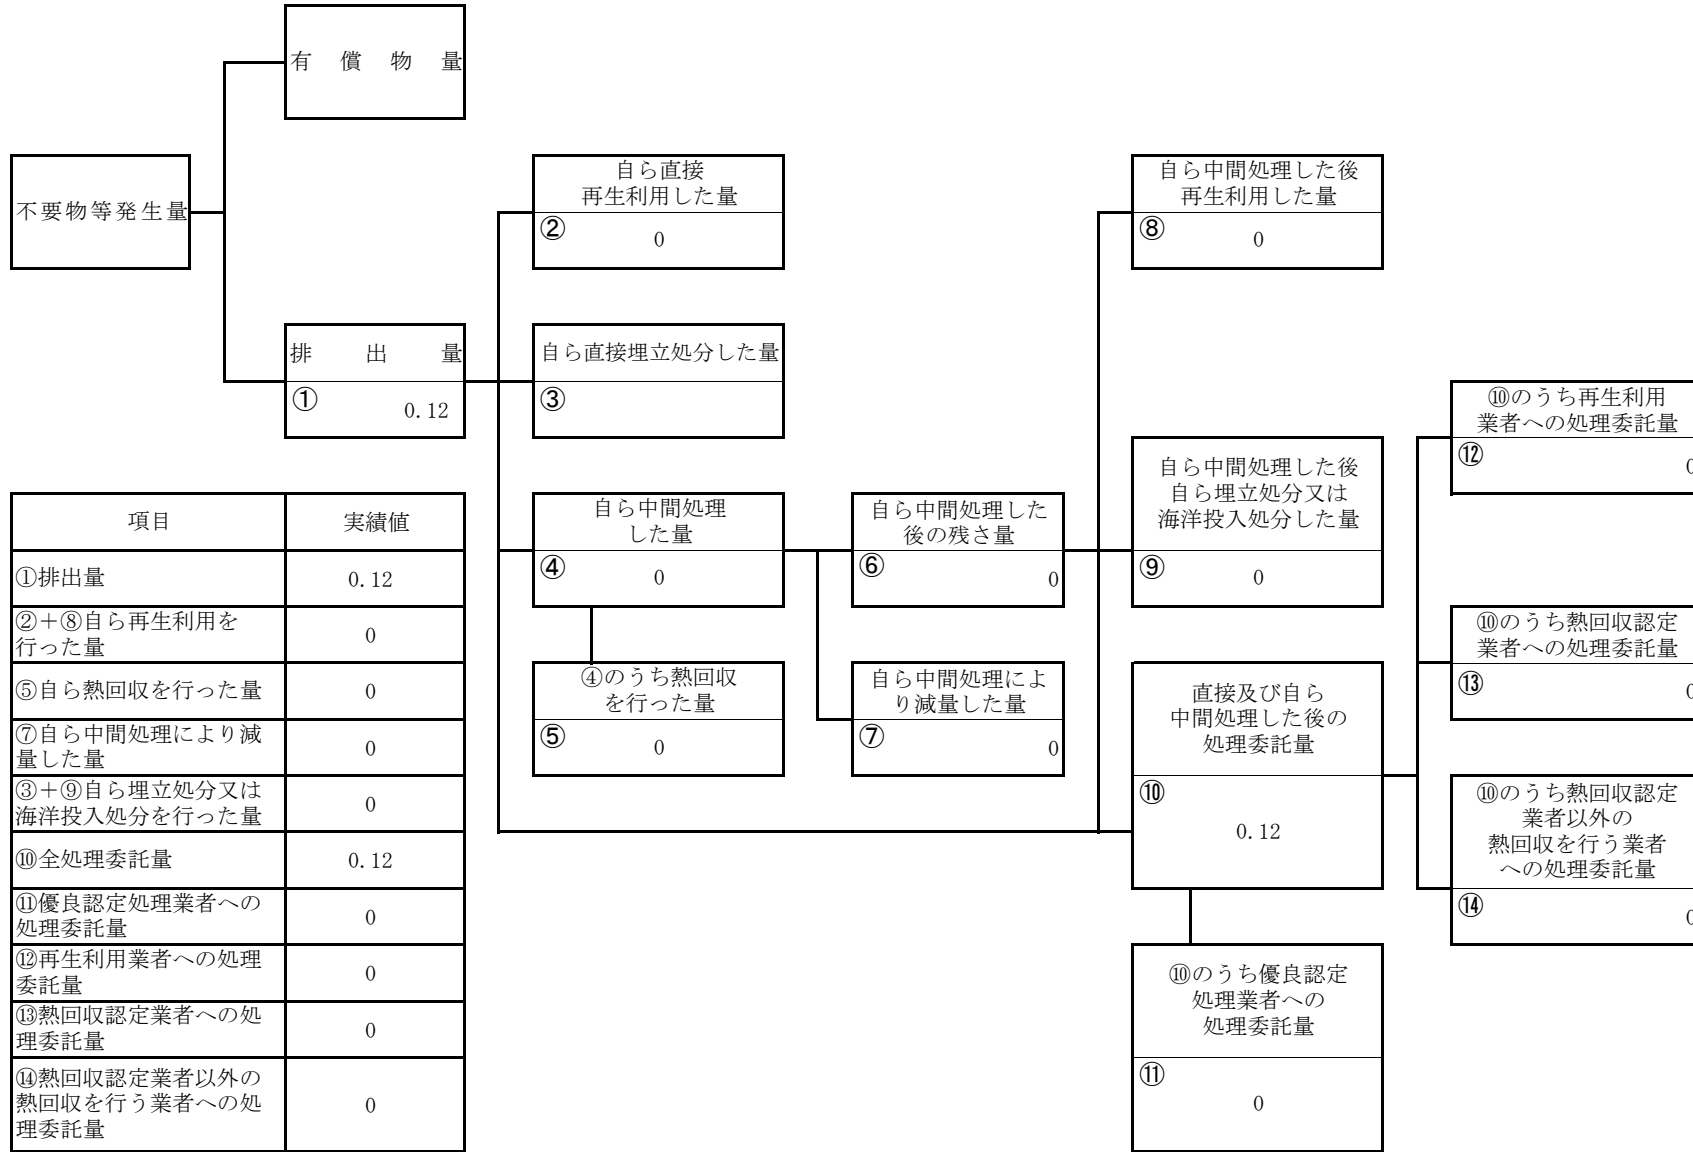 有償物量
不要物等発生量
自ら直接
再生利用した量
②
0
自ら中間処理した後
再生利用した量
⑧
0
排出量
①
0.12
自ら直接埋立処分した量
③
⑩のうち再生利用
業者への処理委託量
⑫
0
自ら中間処理した後
自ら埋立処分又は
海洋投入処分した量
⑨
0
自ら中間処理
した量
④
0
自ら中間処理した
後の残さ量
⑥
0
⑩のうち熱回収認定
業者への処理委託量
⑬
0
④のうち熱回収
を行った量
⑤
0
自ら中間処理によ
り減量した量
⑦
0
直接及び自ら
中間処理した後の
処理委託量
⑩
0.12
⑩のうち熱回収認定
業者以外の
熱回収を行う業者
への処理委託量
⑭
0
⑩のうち優良認定
処理業者への
処理委託量
⑪
0
項目 実績値
①排出量 0.12
②+⑧自ら再生利用を
行った量
0
⑤自ら熱回収を行った量 0
⑦自ら中間処理により減
量した量
0
③+⑨自ら埋立処分又は
海洋投入処分を行った量
0
⑩全処理委託量 0.12
⑪優良認定処理業者への
処理委託量
0
⑫再生利用業者への処理
委託量
0
⑬熱回収認定業者への処
理委託量
0
⑭熱回収認定業者以外の
熱回収を行う業者への処
理委託量
0